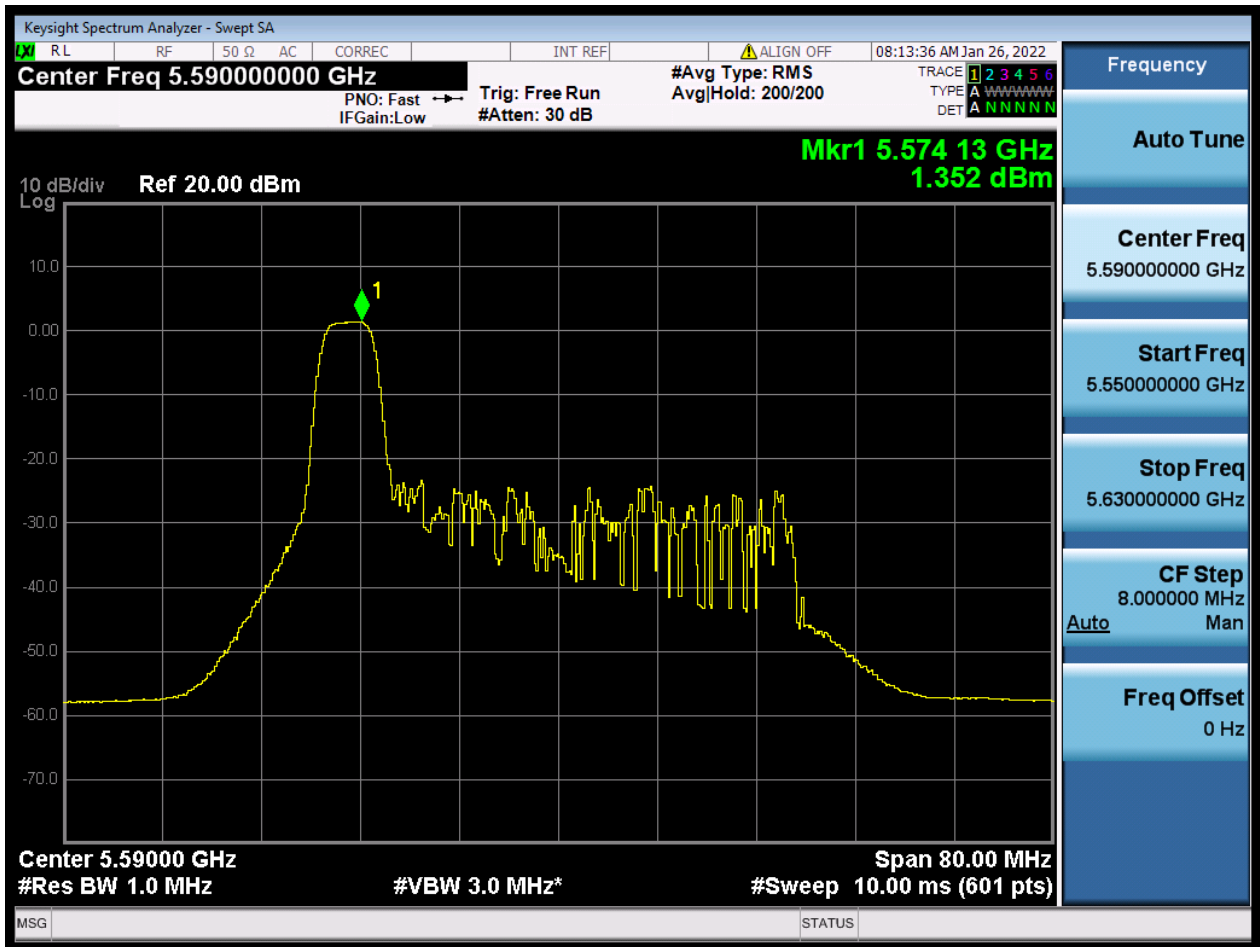 Keysight Spectrum Analyzer - Swept SA
LXI RL RF 50 Ω AC CORREC INT REF ALIGN OFF 08:13:36 AM Jan 26, 2022
Center Freq 5.590000000 GHz
PNO: Fast
IFGain:Low
Trig: Free Run
#Atten: 30 dB
#Avg Type: RMS
Avg|Hold: 200/200
TRACE 1 2 3 4 5 6
TYPE A WWWWW
DET A N N N N N
Mkr1 5.574 13 GHz
1.352 dBm
10 dB/div Ref 20.00 dBm
Log
10.0
1
0.00
-10.0
-20.0
-30.0
-40.0
-50.0
-60.0
-70.0
Center 5.59000 GHz Span 80.00 MHz
#Res BW 1.0 MHz #VBW 3.0 MHz* #Sweep 10.00 ms (601 pts)
Frequency
Auto Tune
Center Freq
5.590000000 GHz
Start Freq
5.550000000 GHz
Stop Freq
5.630000000 GHz
CF Step
8.000000 MHz
Auto Man
Freq Offset
0 Hz
MSG STATUS